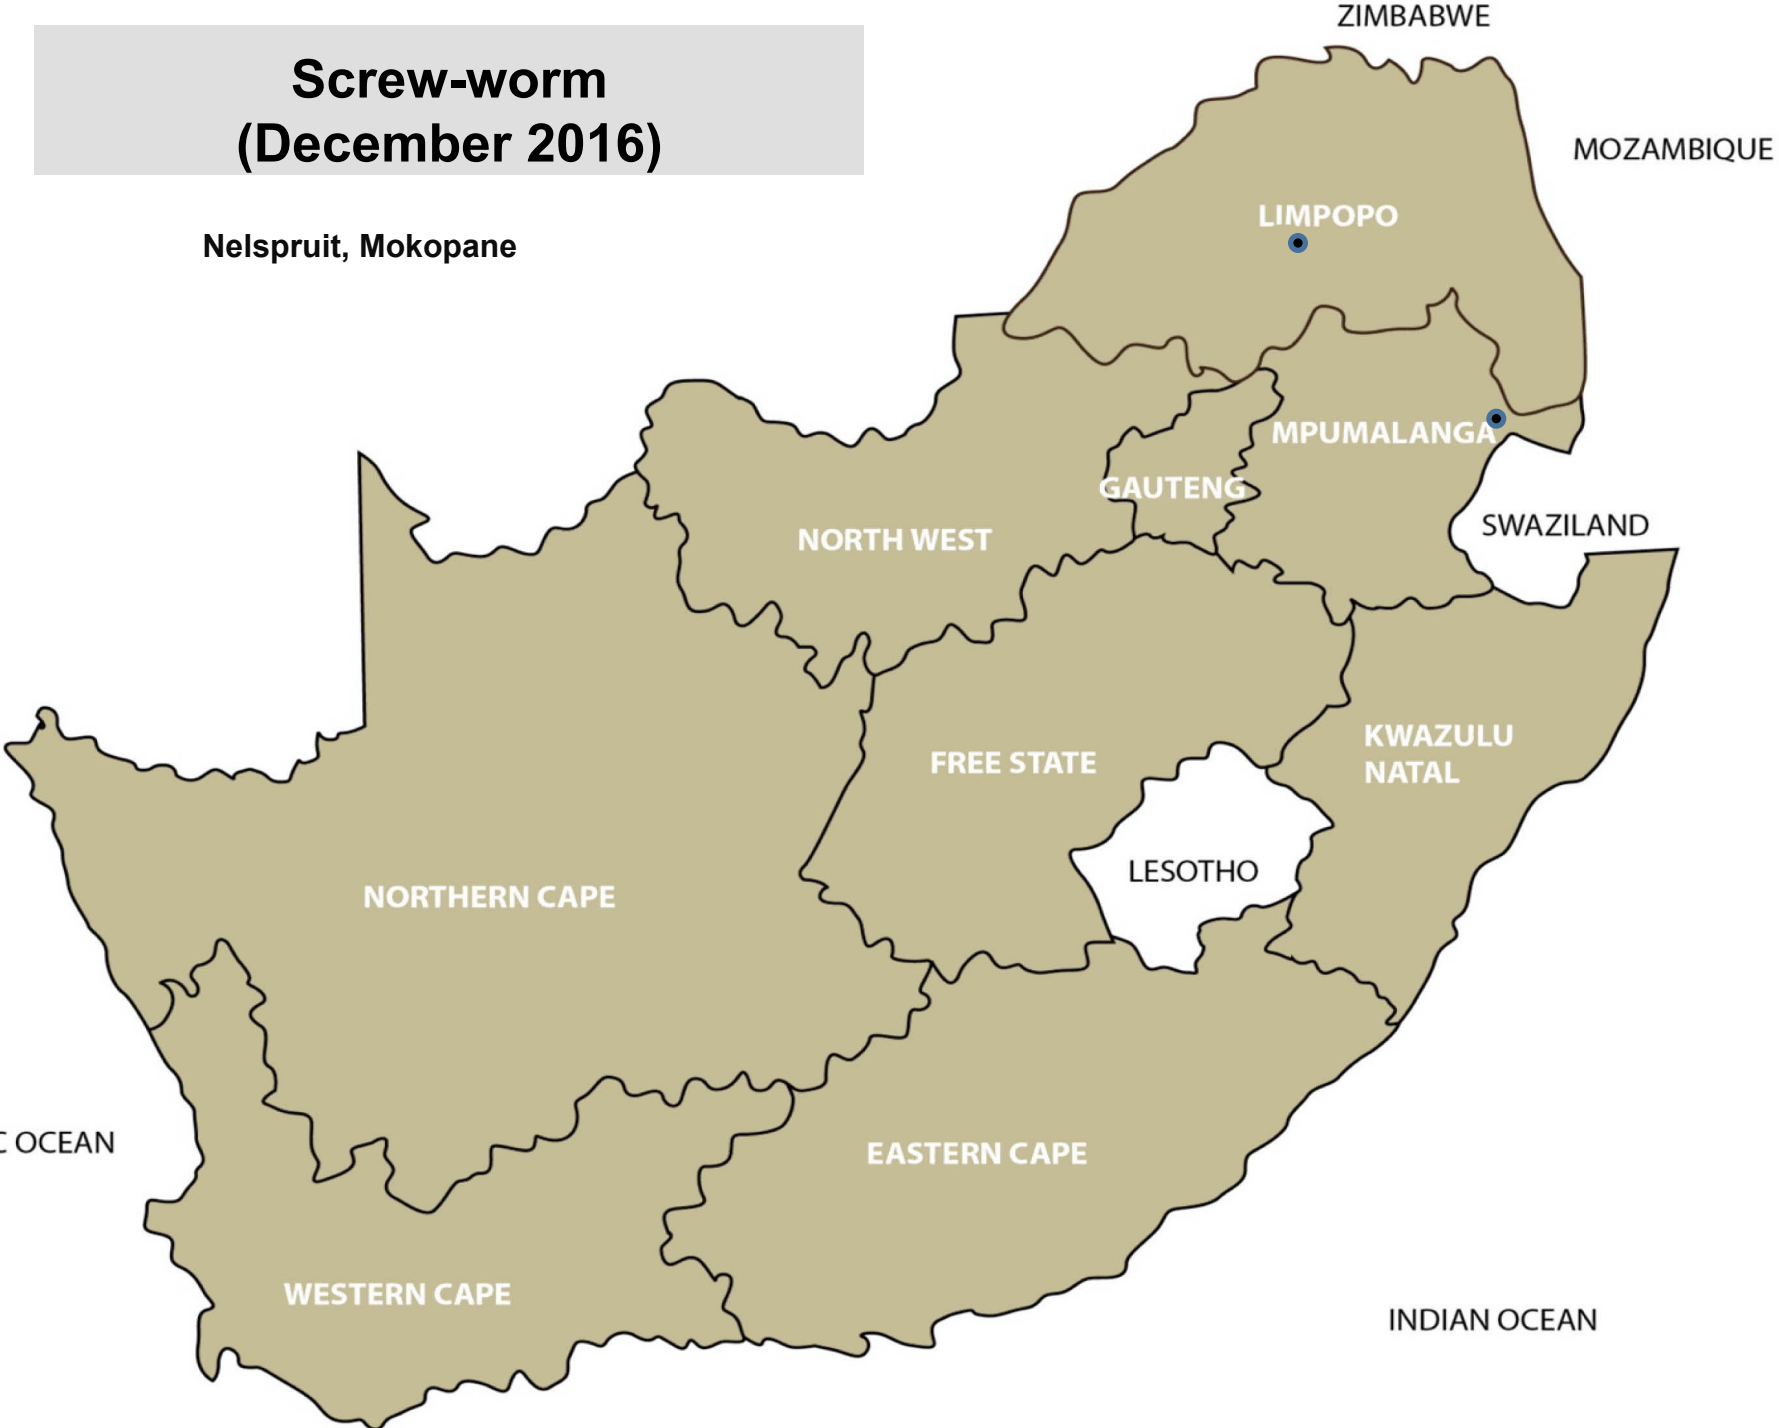 Screw-worm
(December 2016)
Nelspruit, Mokopane
ZIMBABWE
MOZAMBIQUE
LIMPOPO
MPUMALANGA
GAUTENG
NORTH WEST
SWAZILAND
KWAZULU
NATAL
FREE STATE
LESOTHO
NORTHERN CAPE
C OCEAN
EASTERN CAPE
WESTERN CAPE
INDIAN OCEAN